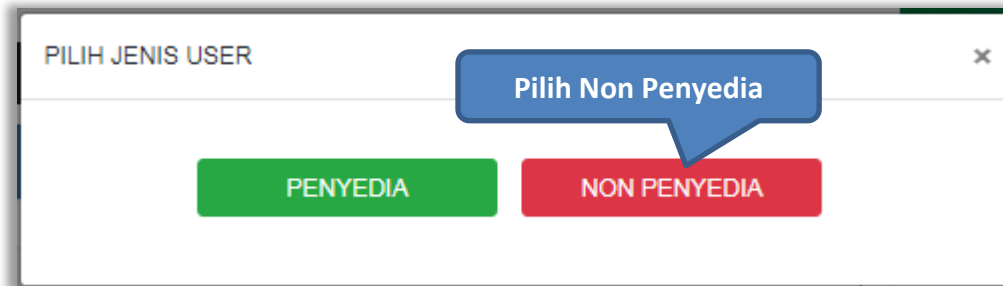 PILIH JENIS USER
×
Pilih Non Penyedia
PENYEDIA
NON PENYEDIA